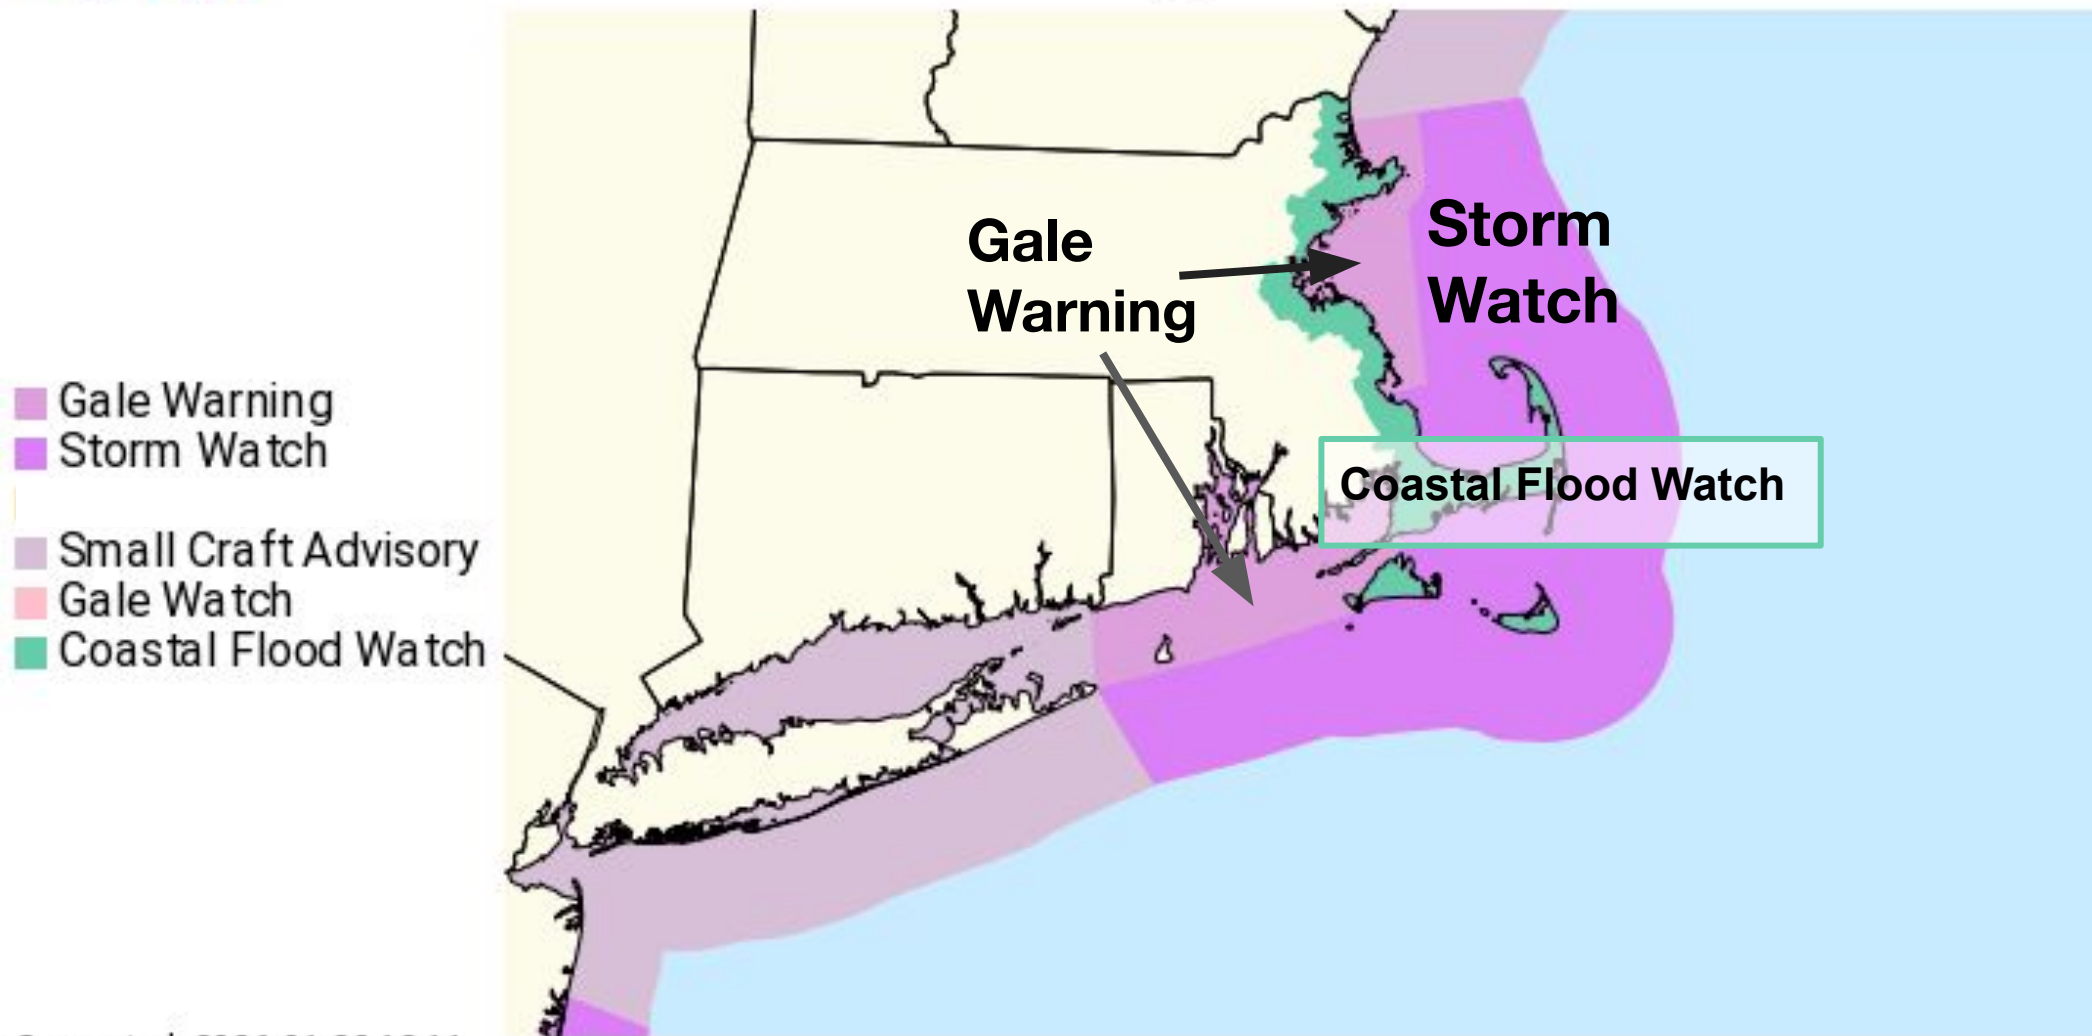 Gale
Warning
Storm
Watch
Coastal Flood Watch
Gale Warning
Storm Watch
Small Craft Advisory
Gale Watch
Coastal Flood Watch